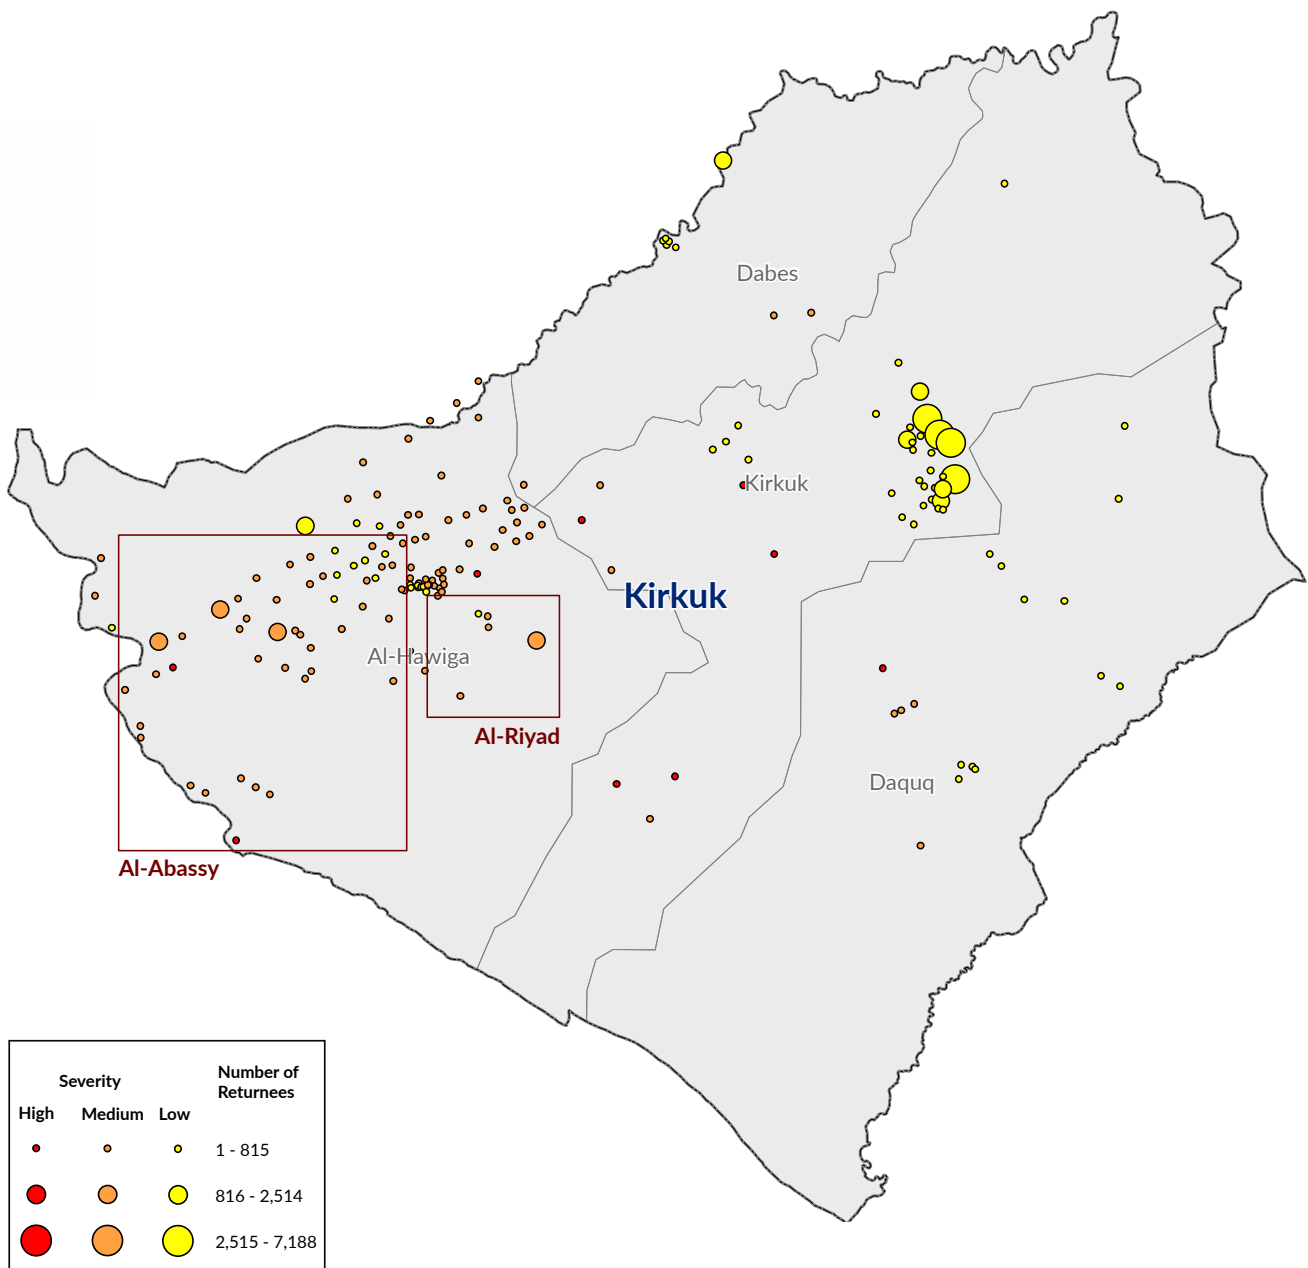 Dabes
Kirkuk
Kirkuk
Al-Hawiga
Al-Riyad
Daquq
Al-Abassy
Severity
Number of
Returnees
High
Medium
Low
1 - 815
816 - 2,514
2,515 - 7,188